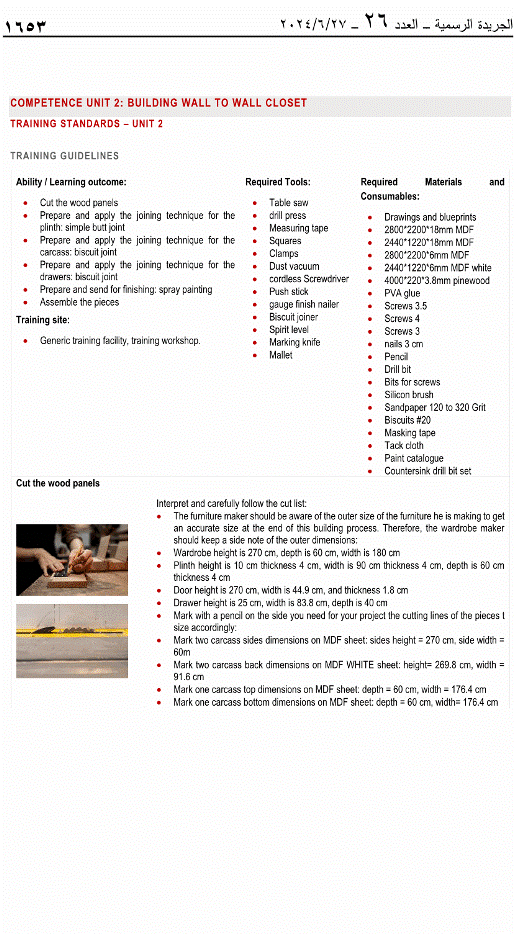 ١٦٥٣
الجريدة الرسمية – العدد ٢٦ – ٢٠٢٤/٦/٢٧
COMPETENCE UNIT 2: BUILDING WALL TO WALL CLOSET
TRAINING STANDARDS – UNIT 2
TRAINING GUIDELINES
Ability / Learning outcome:
• Cut the wood panels
• Prepare and apply the joining technique for the
plinth: simple butt joint
• Prepare and apply the joining technique for the
carcass: biscuit joint
• Prepare and apply the joining technique for the
drawers: biscuit joint
• Prepare and send for finishing: spray painting
• Assemble the pieces
Training site:
• Generic training facility, training workshop.
Required Tools:
• Table saw
• drill press
• Measuring tape
• Squares
• Clamps
• Dust vacuum
• cordless Screwdriver
• Push stick
• gauge finish nailer
• Biscuit joiner
• Spirit level
• Marking knife
• Mallet
Required Materials and
Consumables:
• Drawings and blueprints
• 2800*2200*18mm MDF
• 2440*1220*18mm MDF
• 2800*2200*6mm MDF
• 2440*1220*6mm MDF white
• 4000*220*3.8mm pinewood
• PVA glue
• Screws 3.5
• Screws 4
• Screws 3
• nails 3 cm
• Pencil
• Drill bit
• Bits for screws
• Silicon brush
• Sandpaper 120 to 320 Grit
• Biscuits #20
• Masking tape
• Tack cloth
• Paint catalogue
• Countersink drill bit set
Cut the wood panels
Interpret and carefully follow the cut list:
• The furniture maker should be aware of the outer size of the furniture he is making to get
an accurate size at the end of this building process. Therefore, the wardrobe maker
should keep a side note of the outer dimensions:
• Wardrobe height is 270 cm, depth is 60 cm, width is 180 cm
• Plinth height is 10 cm thickness 4 cm, width is 90 cm thickness 4 cm, depth is 60 cm
thickness 4 cm
• Door height is 270, width is 44.9 cm, and thickness 1.8 cm
• Drawer height is 25 cm, width is 83.8 cm, depth is 40 cm
• Mark with a pencil on the side you need for your project the cutting lines of the pieces t
size accordingly:
• Mark two carcass sides dimensions on MDF sheet: sides height = 270 cm, side width =
60m
• Mark two carcass back dimensions on MDF WHITE sheet: height= 269.8 cm, width =
91.6 cm
• Mark one carcass top dimensions on MDF sheet: depth = 60 cm, width = 176.4 cm
• Mark one carcass bottom dimensions on MDF sheet: depth = 60 cm, width= 176.4 cm